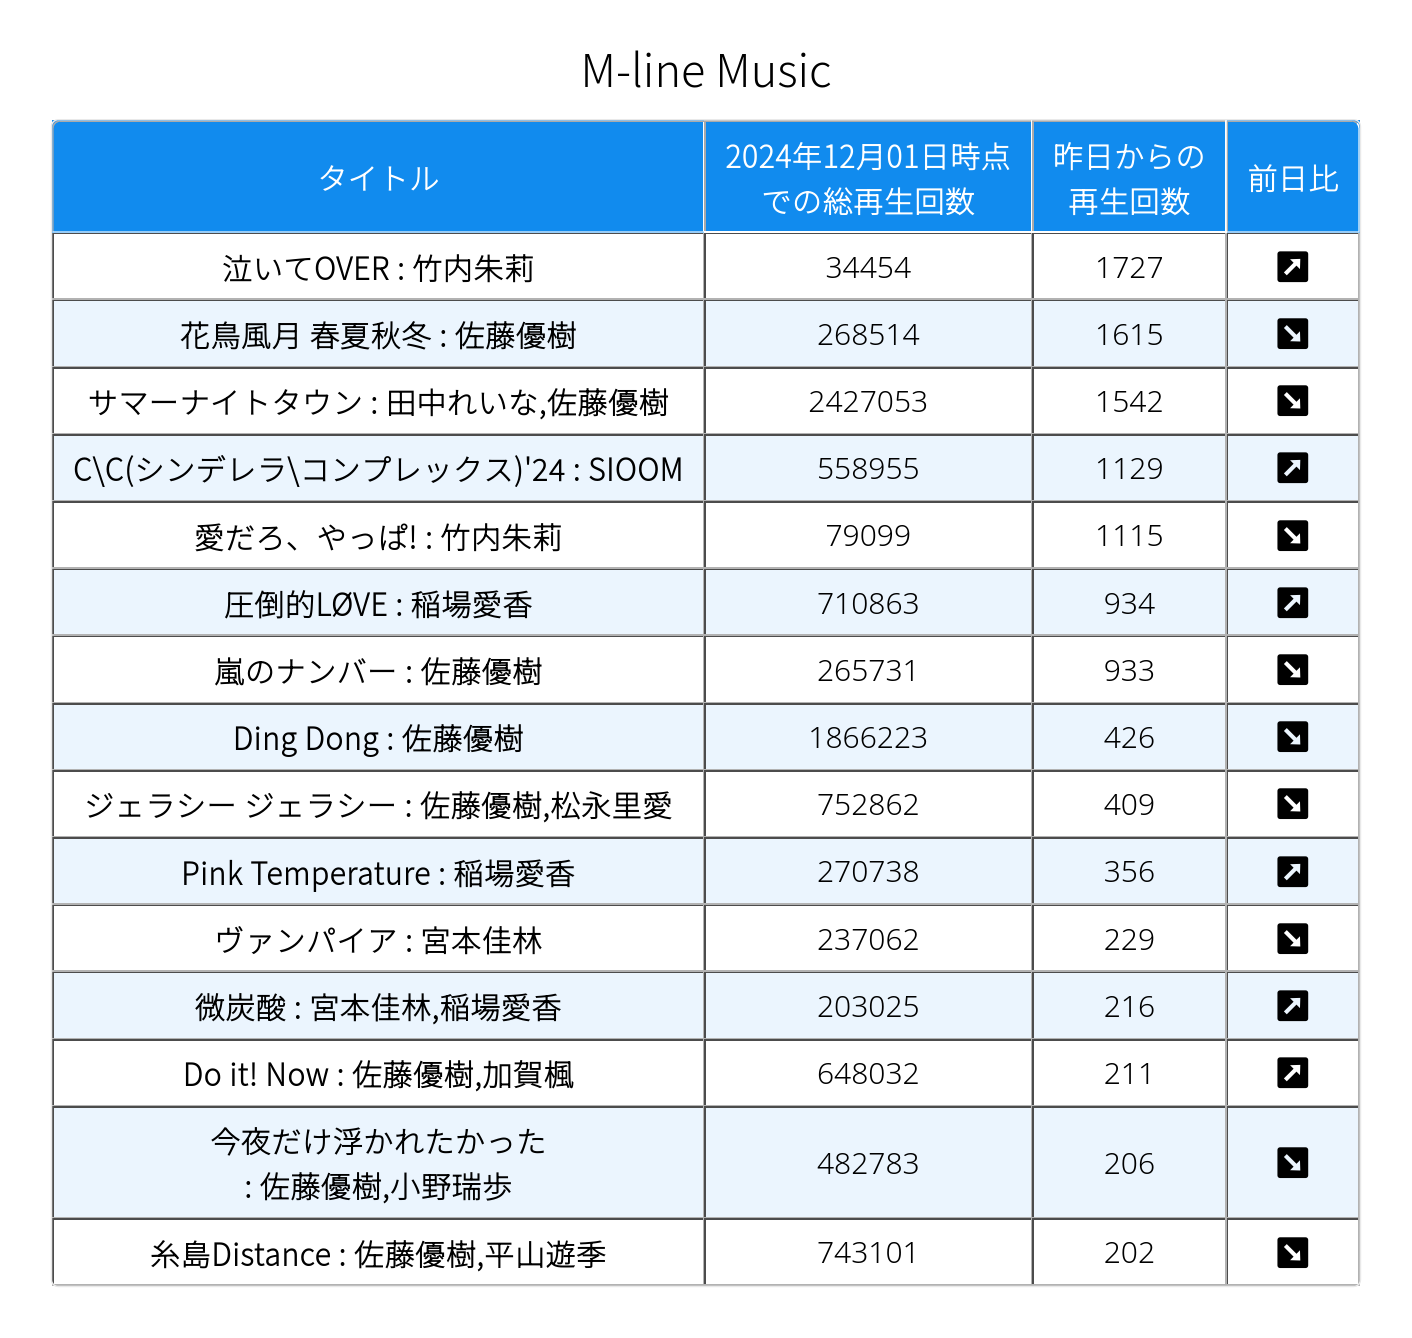 M-line Music
タイトル
2024年12月01日時点
での総再生回数
昨日からの
再生回数
前日比
泣いてOVER : 竹内朱莉 34454 1727 ↗
花鳥風月 春夏秋冬 : 佐藤優樹 268514 1615 ↘
サマーナイトタウン : 田中れいな,佐藤優樹 2427053 1542 ↘
C\C(シンデレラ\コンプレックス)'24 : SIOOM 558955 1129 ↗
愛だろ、やっぱ! : 竹内朱莉 79099 1115 ↘
圧倒的LØVE : 稲場愛香 710863 934 ↗
嵐のナンバー : 佐藤優樹 265731 933 ↘
Ding Dong : 佐藤優樹 1866223 426 ↘
ジェラシー ジェラシー : 佐藤優樹,松永里愛 752862 409 ↘
Pink Temperature : 稲場愛香 270738 356 ↗
ヴァンパイア : 宮本佳林 237062 229 ↘
微炭酸 : 宮本佳林,稲場愛香 203025 216 ↗
Do it! Now : 佐藤優樹,加賀楓 648032 211 ↗
今夜だけ浮かれたかった
: 佐藤優樹,小野瑞歩 482783 206 ↘
糸島Distance : 佐藤優樹,平山遊季 743101 202 ↘